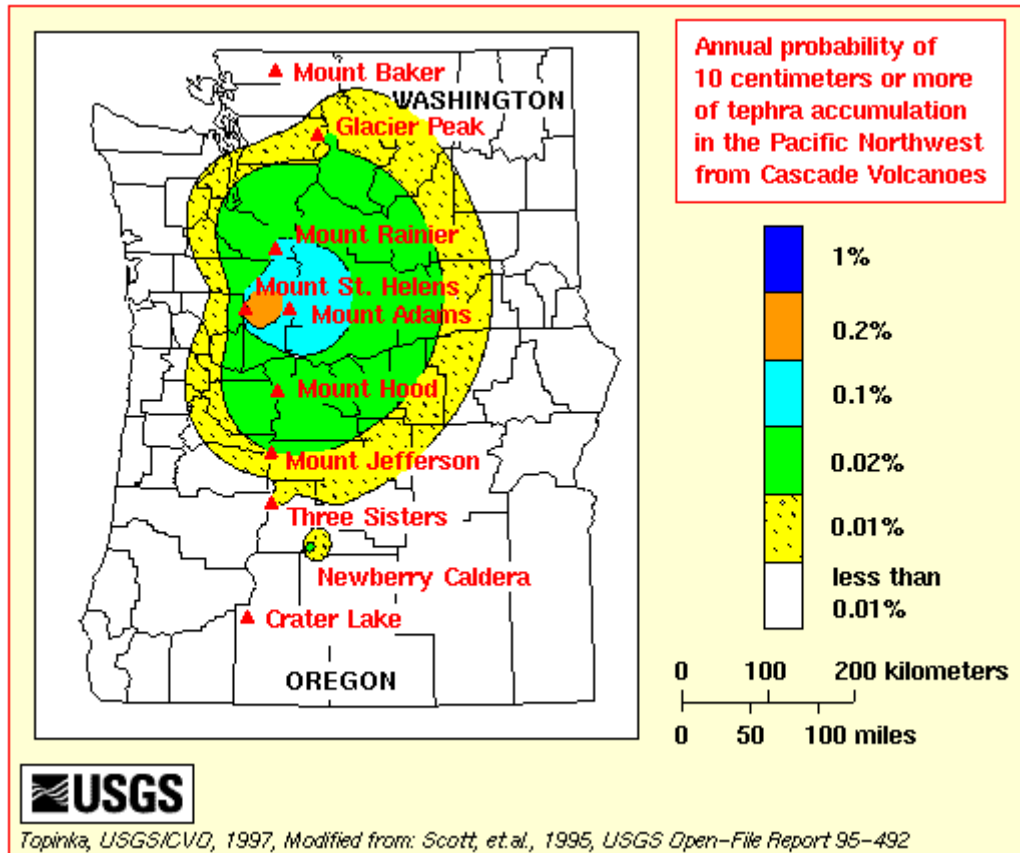 Mount Baker
WASHINGTON
Glacier Peak
Mount Rainier
Mount St. Helens
Mount Adams
Mount Hood
Mount Jefferson
Three Sisters
Newberry Caldera
Crater Lake
OREGON
Annual probability of
10 centimeters or more
of tephra accumulation
in the Pacific Northwest
from Cascade Volcanoes
1%
0.2%
0.1%
0.02%
0.01%
less than
0.01%
0 100 200 kilometers
0 50 100 miles
USGS
Topinka, USGS/CVO, 1997, Modified from: Scott, et.al., 1995, USGS Open-File Report 95-492